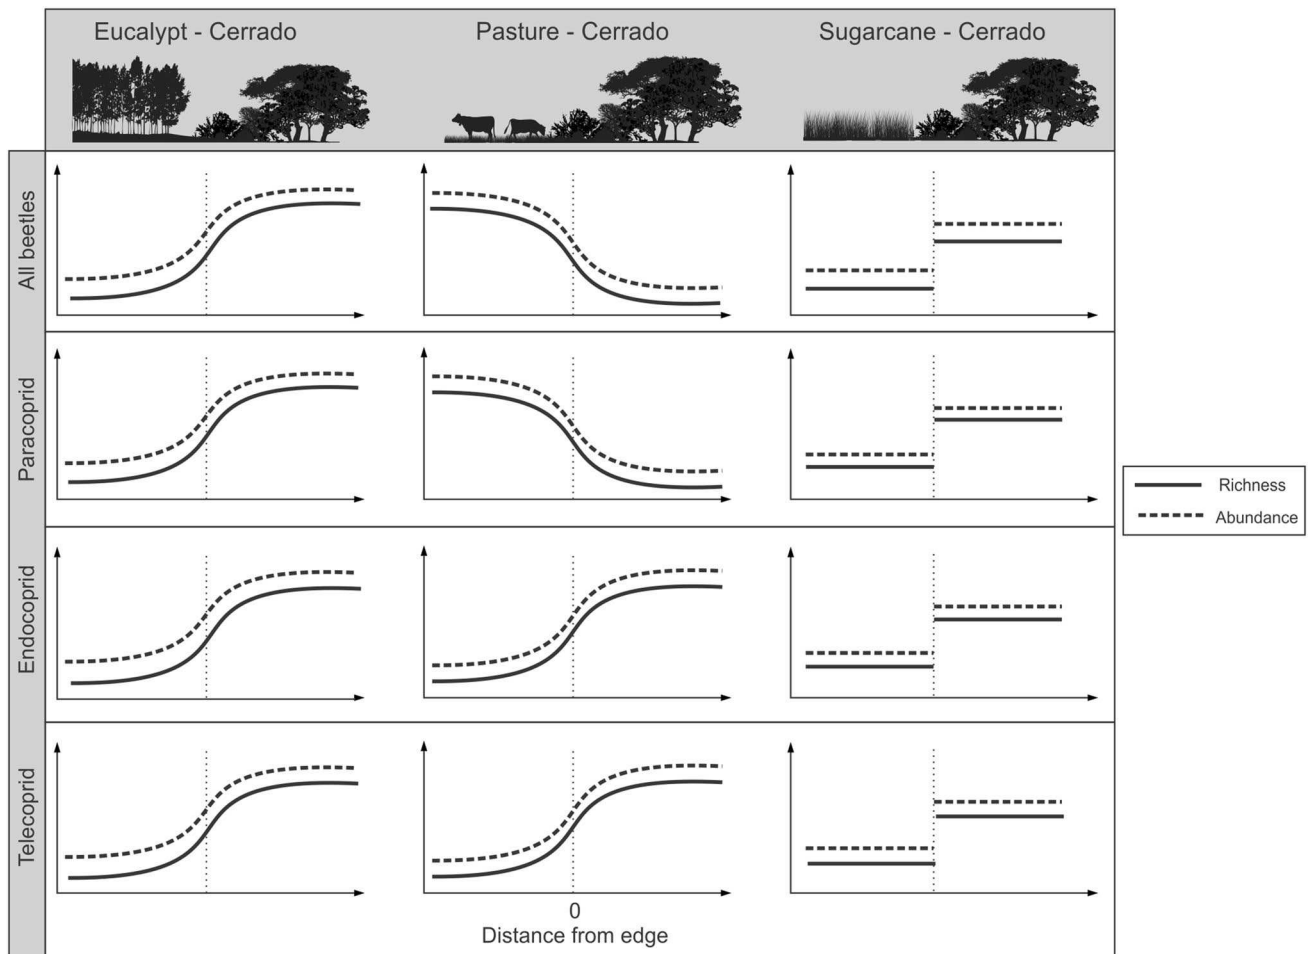 Eucalypt - Cerrado
Pasture - Cerrado
Sugarcane - Cerrado
All beetles
Paracoprid
Richness
Abundance
Endocoprid
Telecoprid
0
Distance from edge